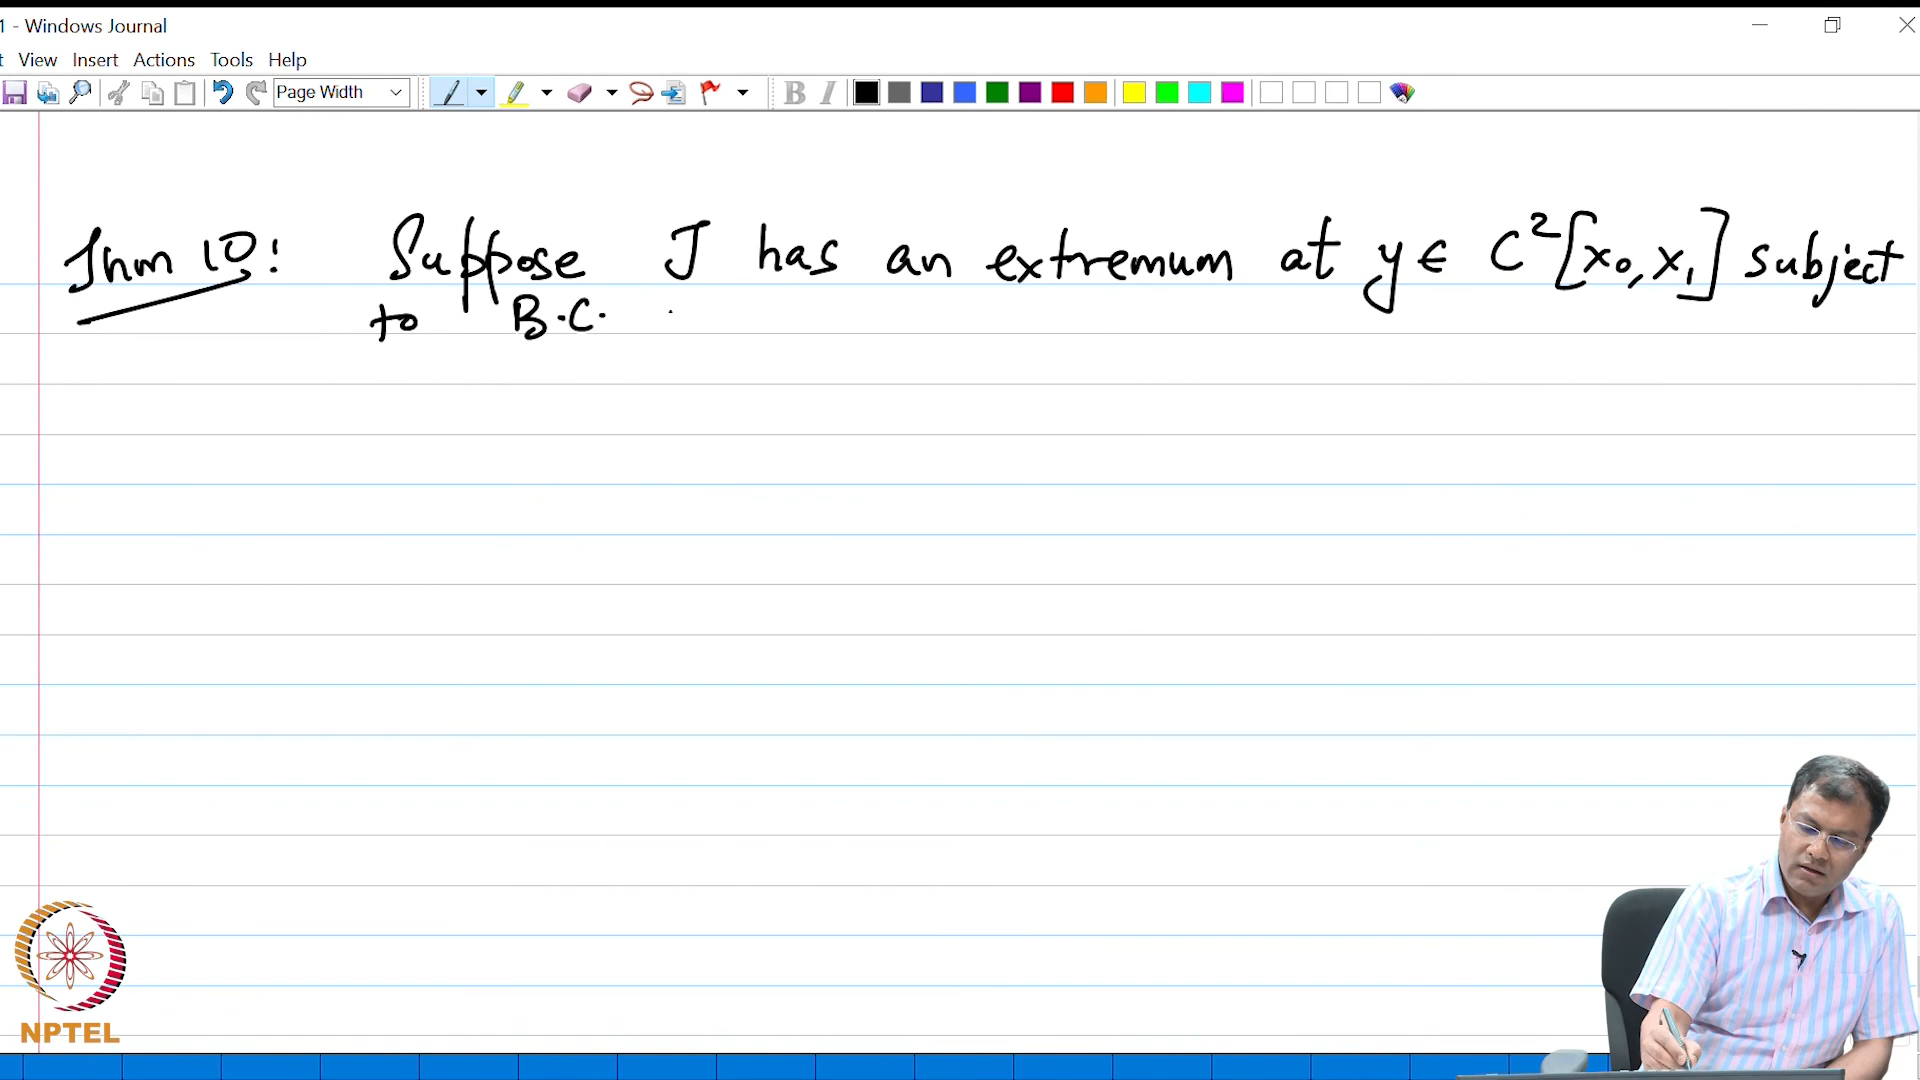 1 - Windows Journal
t View Insert Actions Tools Help
Page Width B I
Thm 10: Suppose J has an extremum at y ∈ C²[x₀, x₁] subject
to B.C.
NPTEL